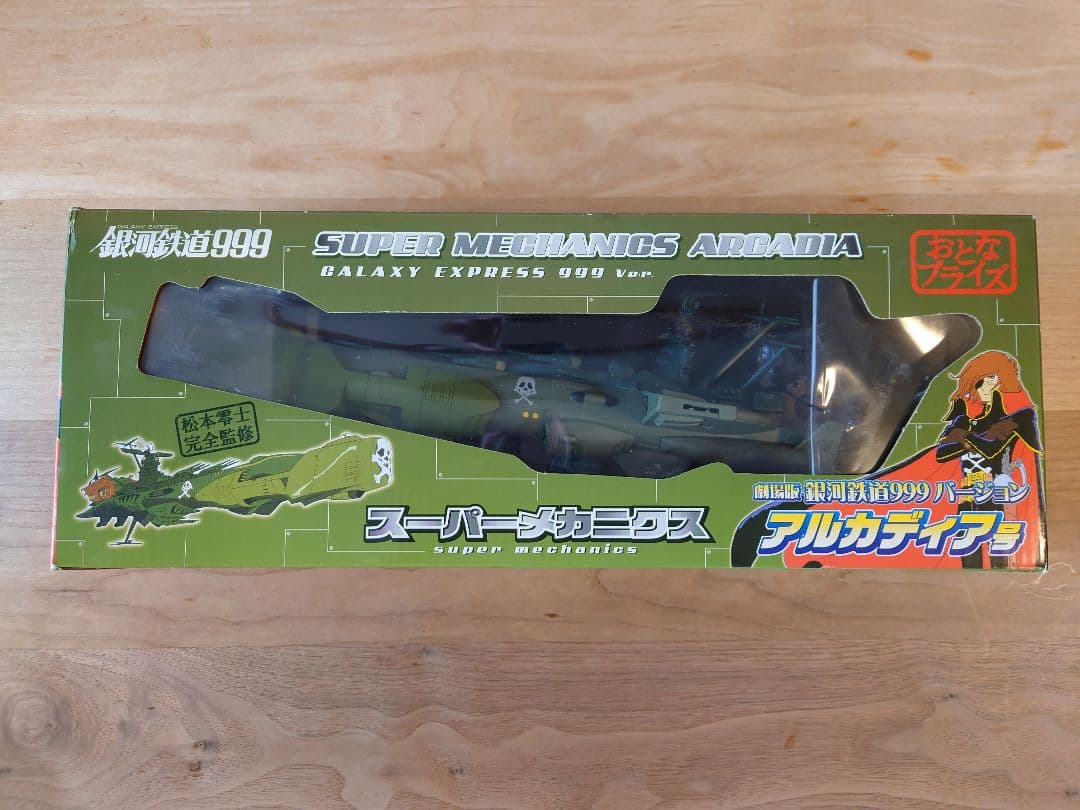 GALAXY EXPRESS
銀河鉄道999
SUPER MECHANICS ARCADIA
GALAXY EXPRESS 999 Ver.
おとな
プライズ
松本零士
完全監修
劇場版 銀河鉄道999 バージョン
アルカディア号
スーパーメカニクス
super mechanics